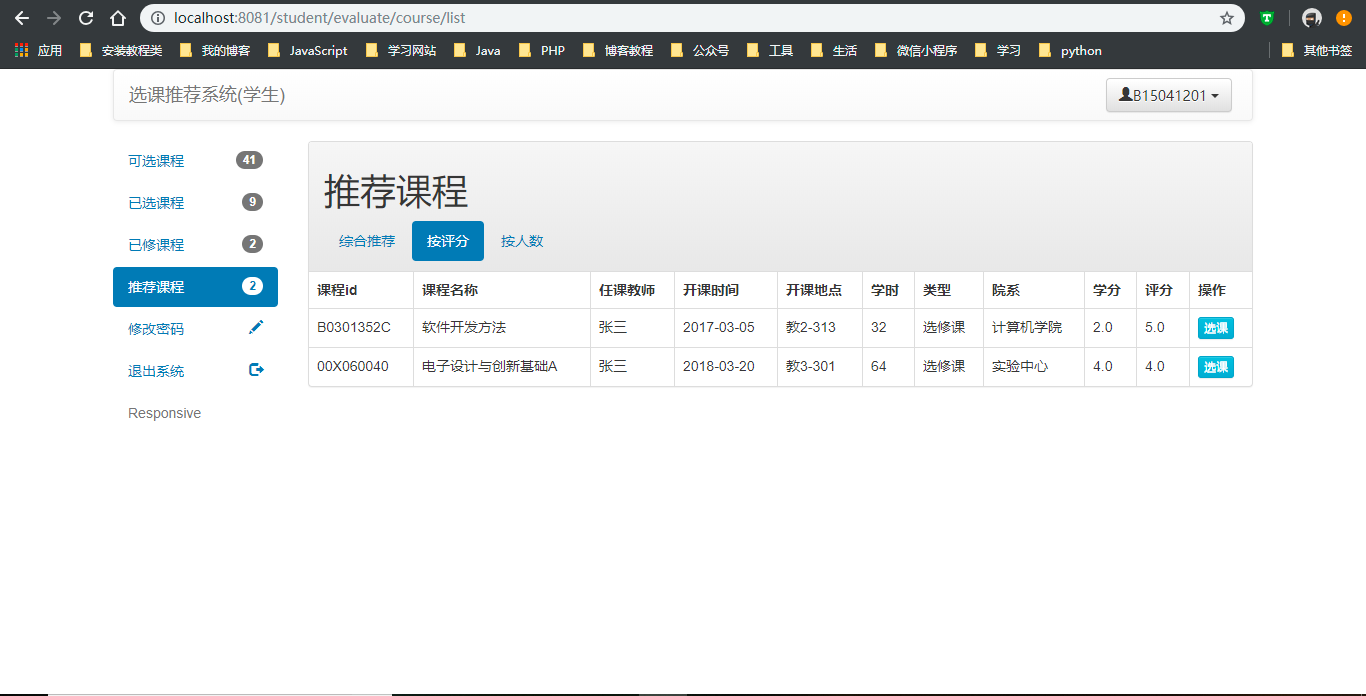 localhost:8081/student/evaluate/course/list
应用 安装教程类 我的博客 JavaScript 学习网站 Java PHP 博客教程 公众号 工具 生活 微信小程序 学习 python 其他书签
选课推荐系统(学生) B15041201
可选课程 41
已选课程 9
已修课程 2
推荐课程 2
修改密码
退出系统
Responsive
推荐课程
综合推荐 按评分 按人数
课程id 课程名称 任课教师 开课时间 开课地点 学时 类型 院系 学分 评分 操作
B0301352C 软件开发方法 张三 2017-03-05 教2-313 32 选修课 计算机学院 2.0 5.0 选课
00X060040 电子设计与创新基础A 张三 2018-03-20 教3-301 64 选修课 实验中心 4.0 4.0 选课